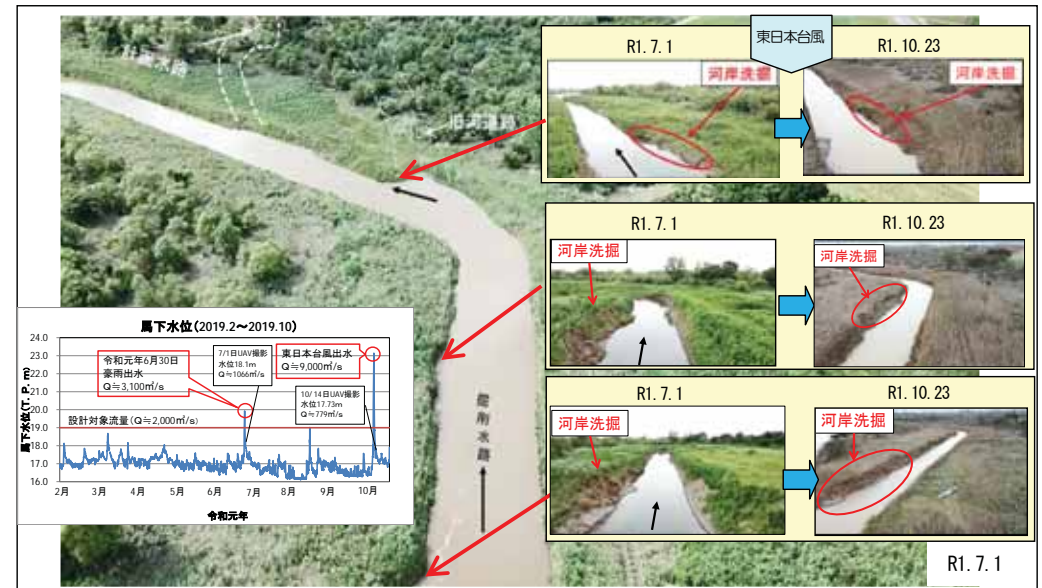 東日本台風
R1.7.1
R1.10.23
河岸洗掘
河岸洗掘
旧河道跡
R1.7.1
R1.10.23
河岸洗掘
河岸洗掘
R1.7.1
R1.10.23
河岸洗掘
河岸洗掘
掘削水路
馬下水位(2019.2～2019.10)
馬下水位(T.P.m)
24.0
23.0
22.0
21.0
20.0
19.0
18.0
17.0
16.0
令和元年6月30日
豪雨出水
Q≒3,100㎥/s
7/1日UAV撮影
水位18.1m
Q≒1066㎥/s
東日本台風出水
Q≒9,000㎥/s
10/14日UAV撮影
水位17.73m
Q≒779㎥/s
設計対象流量(Q≒2,000㎥/s)
2月 3月 4月 5月 6月 7月 8月 9月 10月
令和元年
R1.7.1